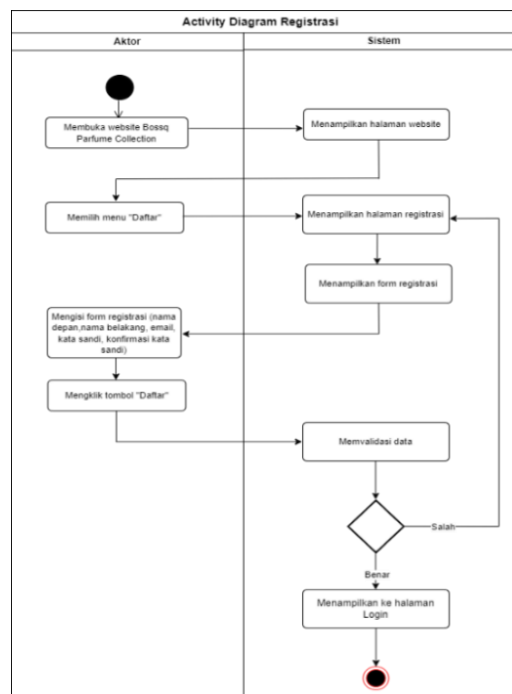 Activity Diagram Registrasi
Aktor
Sistem
Membuka website Bossq
Parfume Collection
Menampilkan halaman website
Memilih menu "Daftar"
Menampilkan halaman registrasi
Menampilkan form registrasi
Mengisi form registrasi (nama
depan,nama belakang, email,
kata sandi, konfirmasi kata
sandi)
Mengklik tombol "Daftar"
Memvalidasi data
Salah
Benar
Menampilkan ke halaman
Login